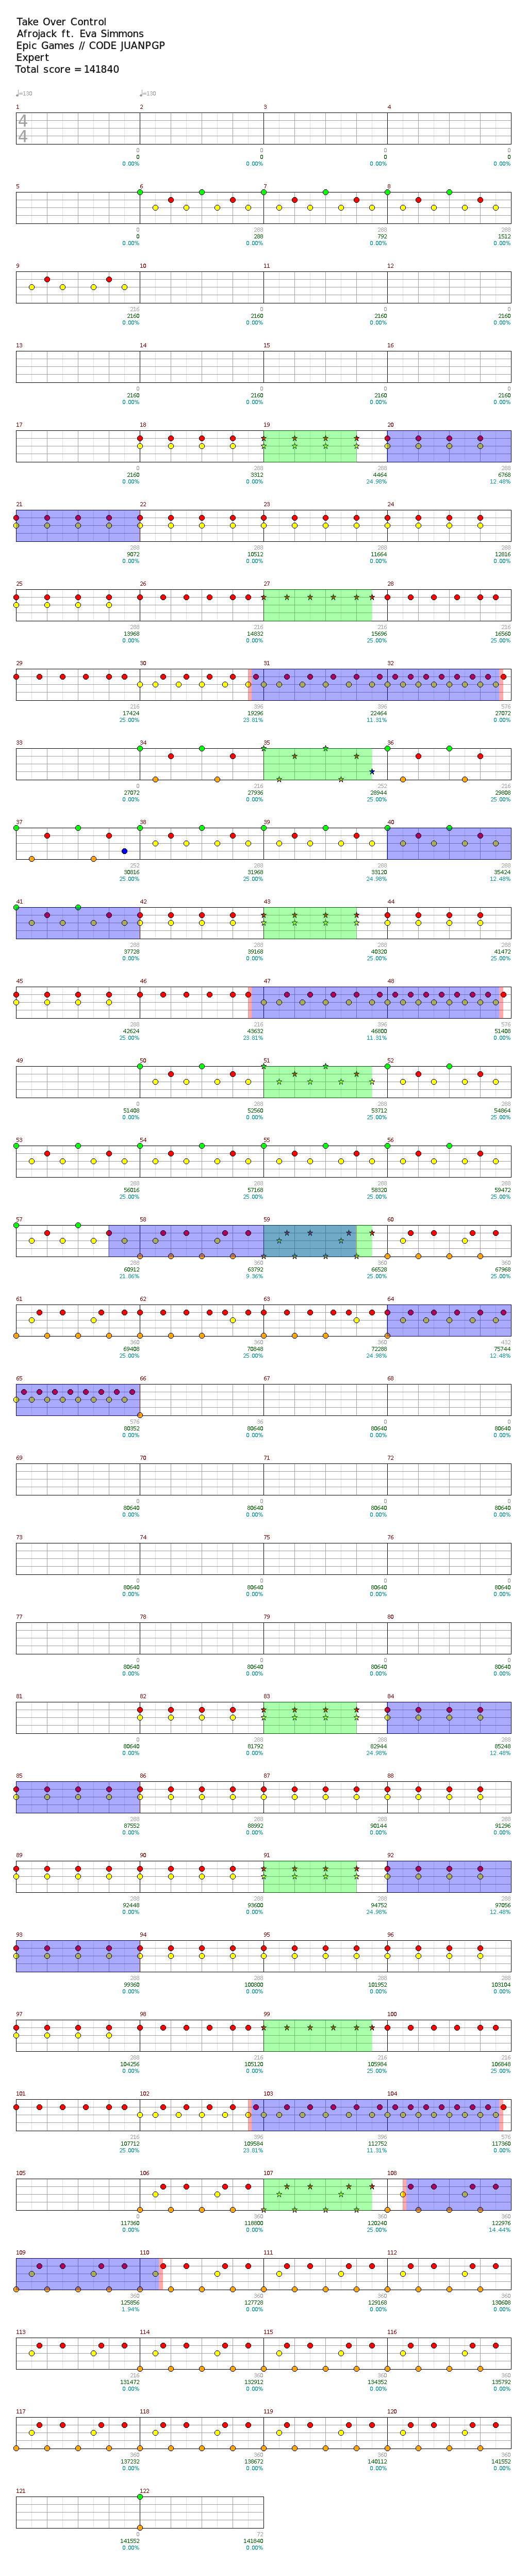 Take Over Control
Afrojack ft. Eva Simmons
Epic Games // CODE JUANPGP
Expert
Total score = 141840
♩=130 ♩=130
1 2 3 4
4
4
0 0 0 0
0 0 0 0
0.00% 0.00% 0.00% 0.00%
5 6 7 8
0 288 288 288
0 288 792 1512
0.00% 0.00% 0.00% 0.00%
9 10 11 12
216 0 0 0
2160 2160 2160 2160
0.00% 0.00% 0.00% 0.00%
13 14 15 16
0 0 0 0
2160 2160 2160 2160
0.00% 0.00% 0.00% 0.00%
17 18 19 20
0 288 288 288
2160 3312 4464 6768
0.00% 0.00% 24.98% 12.48%
21 22 23 24
288 288 288 288
9072 10512 11664 12816
0.00% 0.00% 0.00% 0.00%
25 26 27 28
288 216 216 216
13968 14832 15696 16560
0.00% 0.00% 25.00% 25.00%
29 30 31 32
216 396 396 576
17424 19296 22464 27072
25.00% 23.81% 11.31% 0.00%
33 34 35 36
0 216 252 216
27072 27936 28944 29808
0.00% 0.00% 25.00% 25.00%
37 38 39 40
252 288 288 288
30816 31968 33120 35424
25.00% 25.00% 24.98% 12.48%
41 42 43 44
288 288 288 288
37728 39168 40320 41472
0.00% 0.00% 25.00% 25.00%
45 46 47 48
288 216 396 576
42624 43632 46800 51408
25.00% 23.81% 11.31% 0.00%
49 50 51 52
0 288 288 288
51408 52560 53712 54864
0.00% 0.00% 25.00% 25.00%
53 54 55 56
288 288 288 288
56016 57168 58320 59472
25.00% 25.00% 25.00% 25.00%
57 58 59 60
288 360 360 360
60912 63792 66528 67968
21.86% 9.36% 25.00% 25.00%
61 62 63 64
360 360 360 432
69408 70848 72288 75744
25.00% 25.00% 24.98% 12.48%
65 66 67 68
576 36 0 0
80352 80640 80640 80640
0.00% 0.00% 0.00% 0.00%
69 70 71 72
0 0 0 0
80640 80640 80640 80640
0.00% 0.00% 0.00% 0.00%
73 74 75 76
0 0 0 0
80640 80640 80640 80640
0.00% 0.00% 0.00% 0.00%
77 78 79 80
0 0 0 0
80640 80640 80640 80640
0.00% 0.00% 0.00% 0.00%
81 82 83 84
0 288 288 288
80640 81792 82944 85248
0.00% 0.00% 24.98% 12.48%
85 86 87 88
288 288 288 288
87552 88992 90144 91296
0.00% 0.00% 0.00% 0.00%
89 90 91 92
288 288 288 288
92448 93600 94752 97056
0.00% 0.00% 24.98% 12.48%
93 94 95 96
288 288 288 288
99360 100800 101952 103104
0.00% 0.00% 0.00% 0.00%
97 98 99 100
288 216 216 216
104256 105120 105984 106848
0.00% 0.00% 25.00% 25.00%
101 102 103 104
216 396 396 576
107712 109584 112752 117360
25.00% 23.81% 11.31% 0.00%
105 106 107 108
0 360 360 360
117360 118800 120240 122976
0.00% 0.00% 25.00% 14.44%
109 110 111 112
360 360 360 360
125856 127728 129168 130608
1.94% 0.00% 0.00% 0.00%
113 114 115 116
216 360 360 360
131472 132912 134352 135792
0.00% 0.00% 0.00% 0.00%
117 118 119 120
360 360 360 360
137232 138672 140112 141552
0.00% 0.00% 0.00% 0.00%
121 122
0 72
141552 141840
0.00% 0.00%